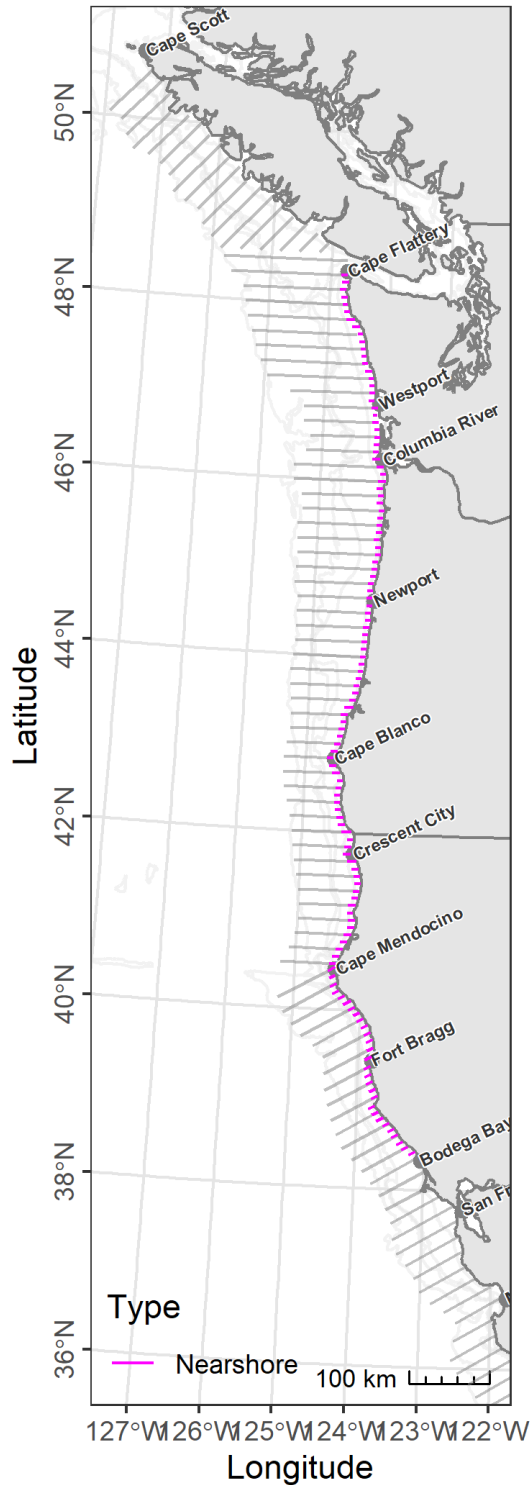 Cape Scott
50°N
Cape Flattery
48°N
Westport
Columbia River
46°N
Newport
44°N
Latitude
Cape Blanco
42°N
Crescent City
Cape Mendocino
40°N
Fort Bragg
Bodega Bay
38°N
San Fr
Type
Nearshore
36°N
100 km
127°W 126°W 125°W 124°W 123°W 122°W
Longitude